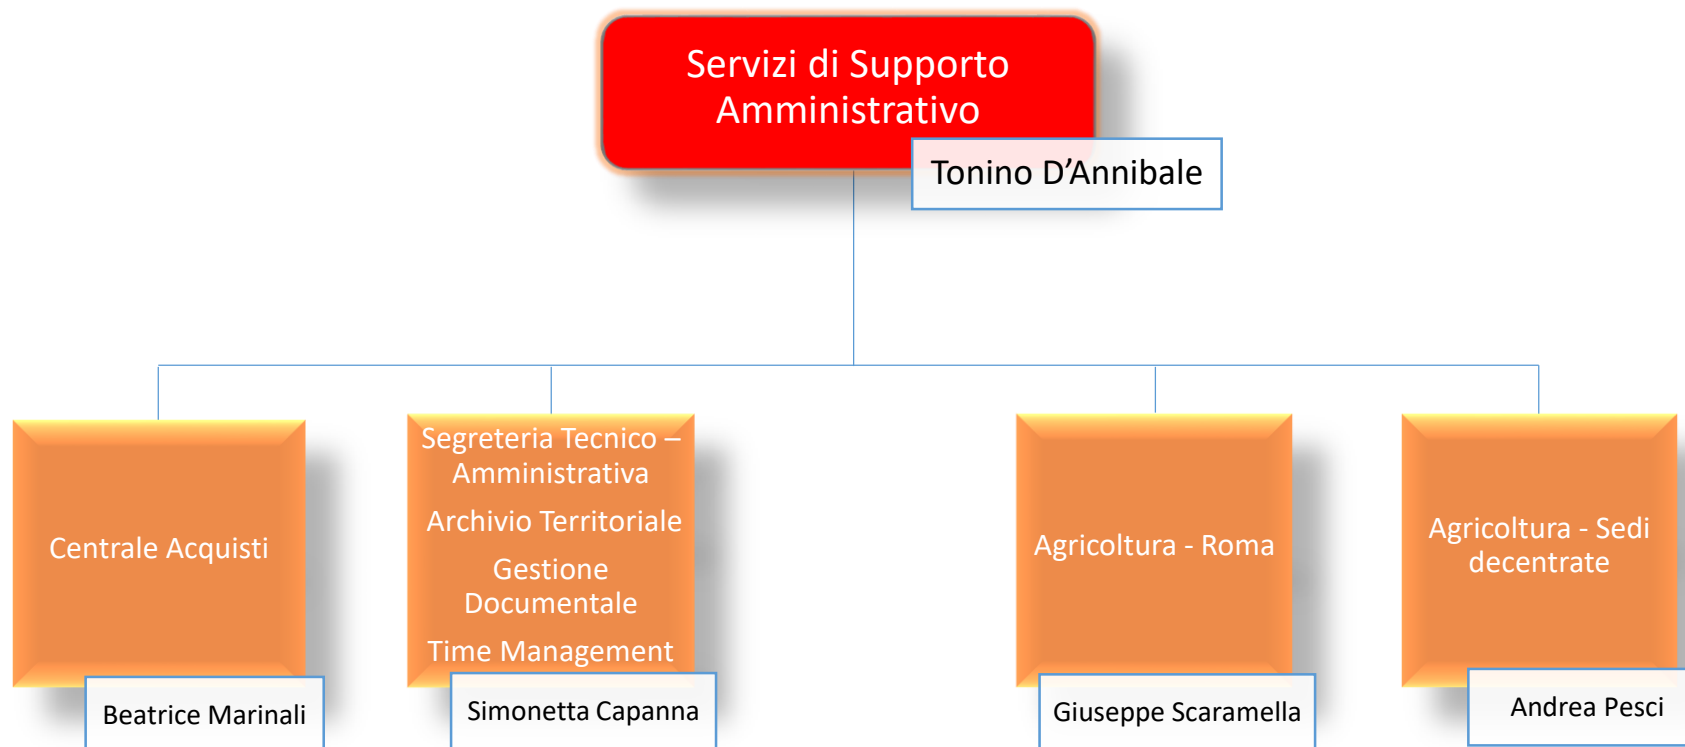 Servizi di Supporto
Amministrativo
Tonino D’Annibale
Centrale Acquisti
Beatrice Marinali
Segreteria Tecnico –
Amministrativa
Archivio Territoriale
Gestione
Documentale
Time Management
Simonetta Capanna
Agricoltura - Roma
Giuseppe Scaramella
Agricoltura - Sedi
decentrate
Andrea Pesci